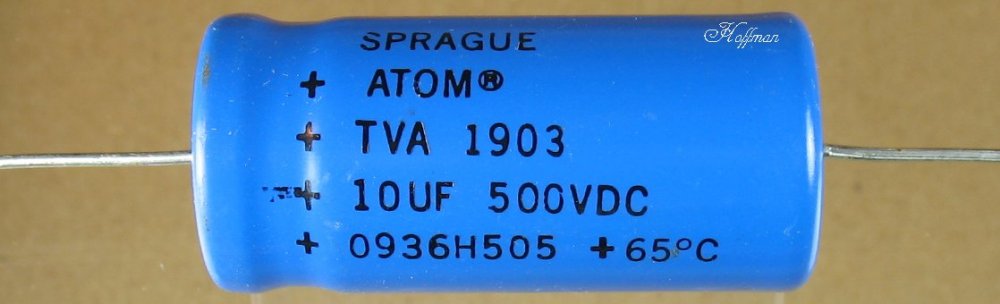 Hoffman
SPRAGUE
+ ATOM®
+ TVA 1903
+ 10UF 500VDC
+ 0936H505 +65°C